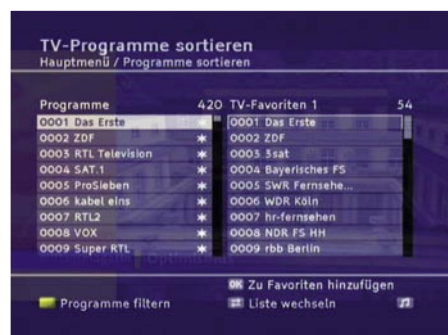 TV-Programme sortieren
Hauptmenü / Programme sortieren
Programme 420
0001 Das Erste
0002 ZDF
0003 RTL Television
0004 SAT.1
0005 ProSieben
0006 kabel eins
0007 RTL2
0008 VOX
0009 Super RTL
TV-Favoriten 1 54
0001 Das Erste
0002 ZDF
0003 3sat
0004 Bayerisches FS
0005 SWR Fernsehe...
0006 WDR Köln
0007 hr-fernsehen
0008 NDR FS HH
0009 rbb Berlin
OK Zu Favoriten hinzufügen
Programme filtern
Liste wechseln